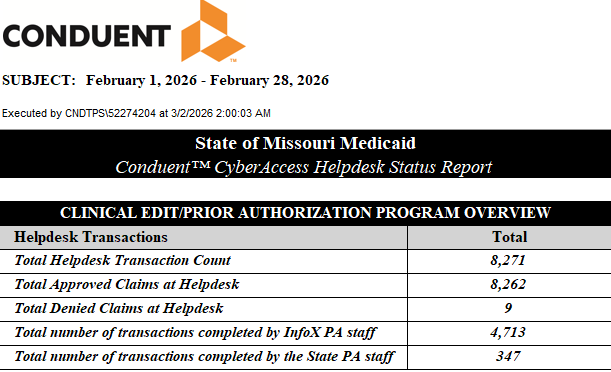 CONDUENT
TM
SUBJECT: February 1, 2026 - February 28, 2026
Executed by CNDTPS\52274204 at 3/2/2026 2:00:03 AM
State of Missouri Medicaid
Conduent™ CyberAccess Helpdesk Status Report
CLINICAL EDIT/PRIOR AUTHORIZATION PROGRAM OVERVIEW
Helpdesk Transactions Total
Total Helpdesk Transaction Count 8,271
Total Approved Claims at Helpdesk 8,262
Total Denied Claims at Helpdesk 9
Total number of transactions completed by InfoX PA staff 4,713
Total number of transactions completed by the State PA staff 347